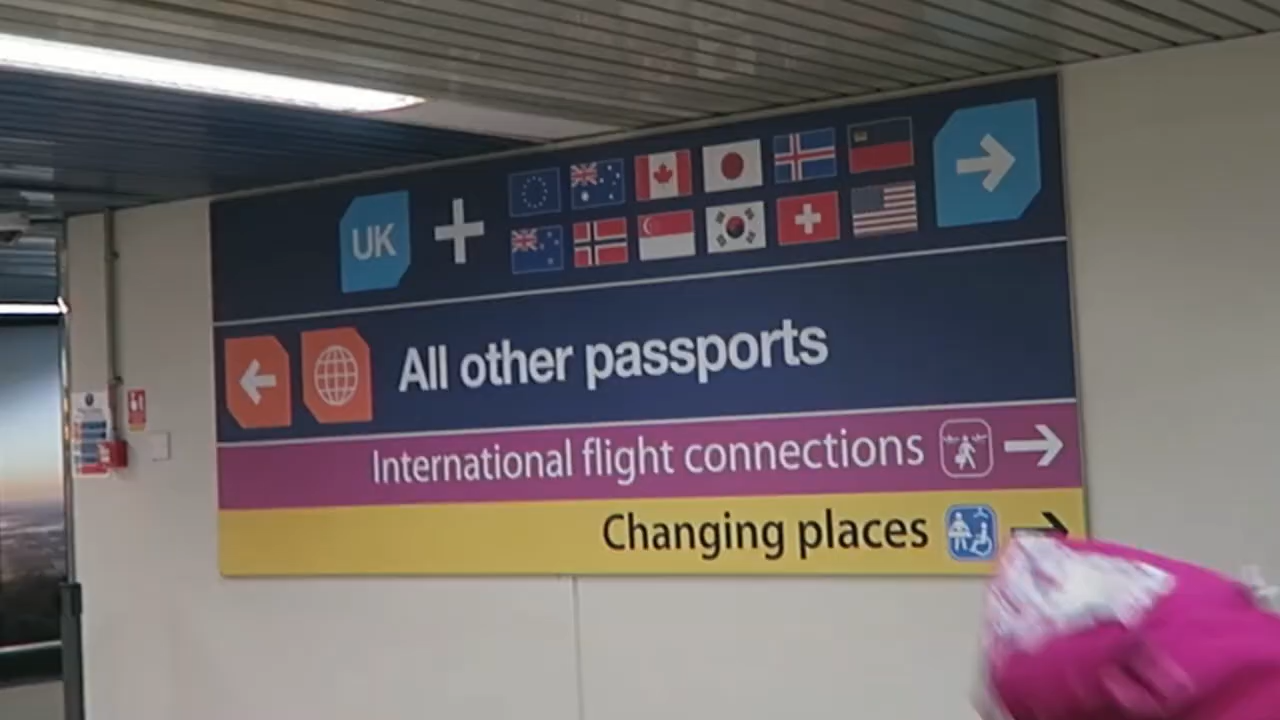 UK +
All other passports
International flight connections
Changing places